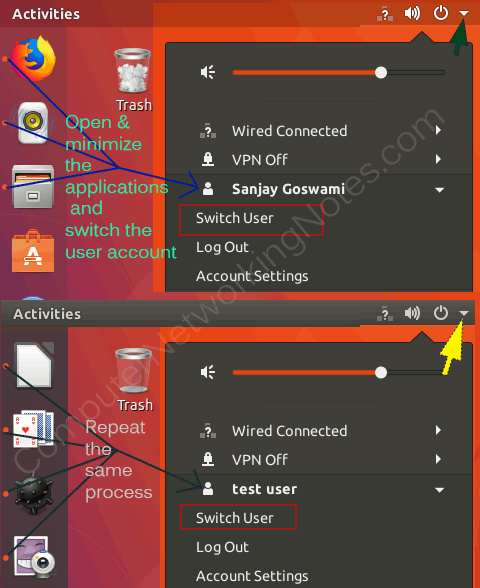 Activities
Trash
Open &
minimize
the
applications
and
switch the
user account
Wired Connected
VPN Off
Sanjay Goswami
Switch User
Log Out
Account Settings
ComputerNetworkingNotes.com
Activities
Trash
Repeat
the
same
process
Wired Connected
VPN Off
test user
Switch User
Log Out
Account Settings